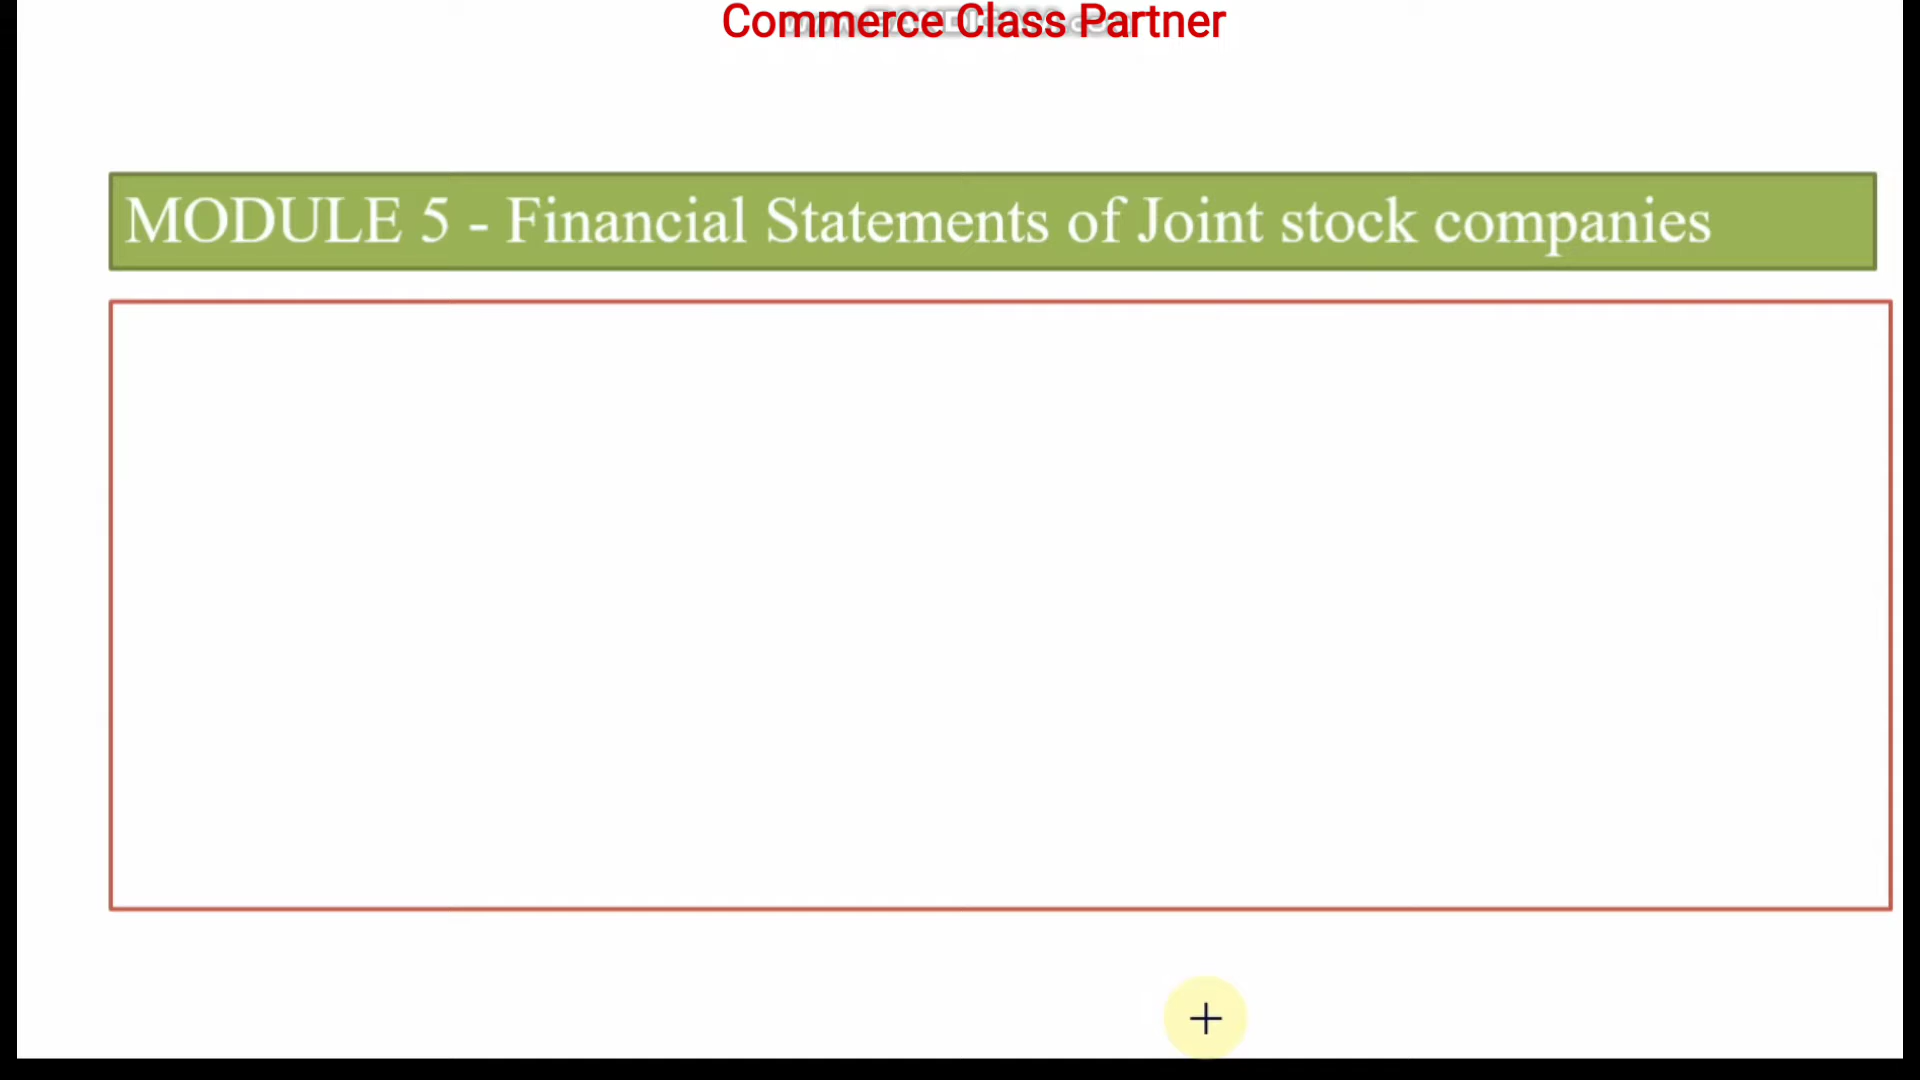 Commerce Class Partner
MODULE 5 - Financial Statements of Joint stock companies